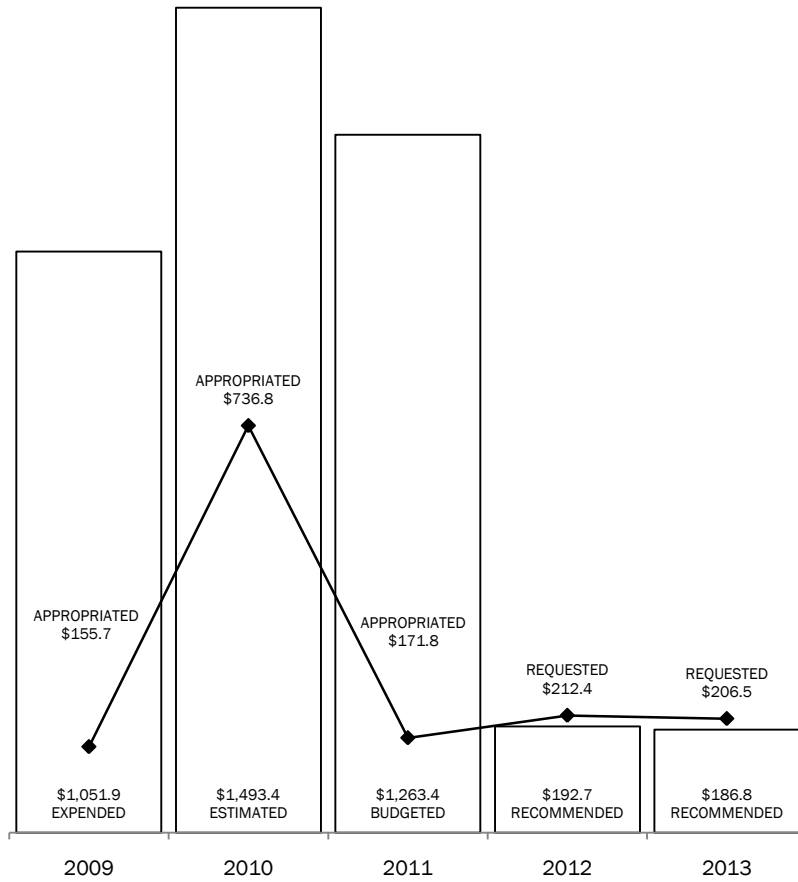 APPROPRIATED
$736.8
APPROPRIATED
$155.7
APPROPRIATED
$171.8
REQUESTED
$212.4
REQUESTED
$206.5
$1,051.9
EXPENDED
$1,493.4
ESTIMATED
$1,263.4
BUDGETED
$192.7
RECOMMENDED
$186.8
RECOMMENDED
2009
2010
2011
2012
2013